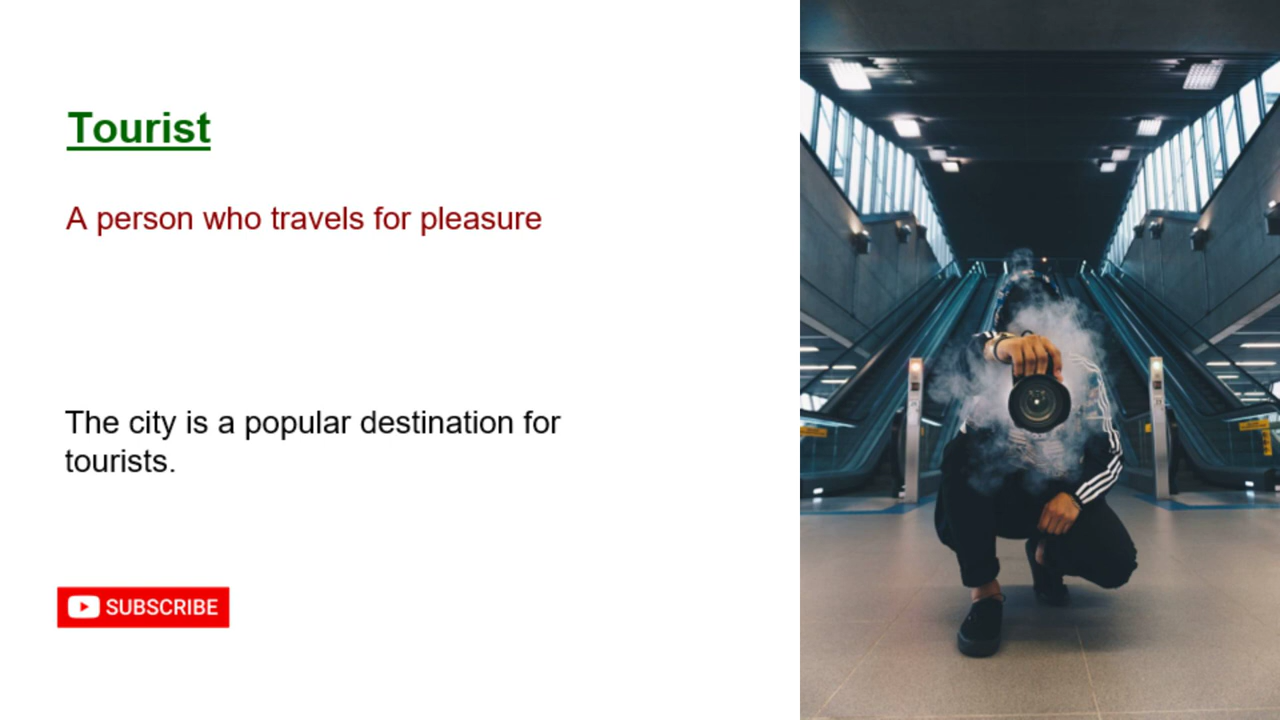 Tourist
A person who travels for pleasure
The city is a popular destination for
tourists.
SUBSCRIBE